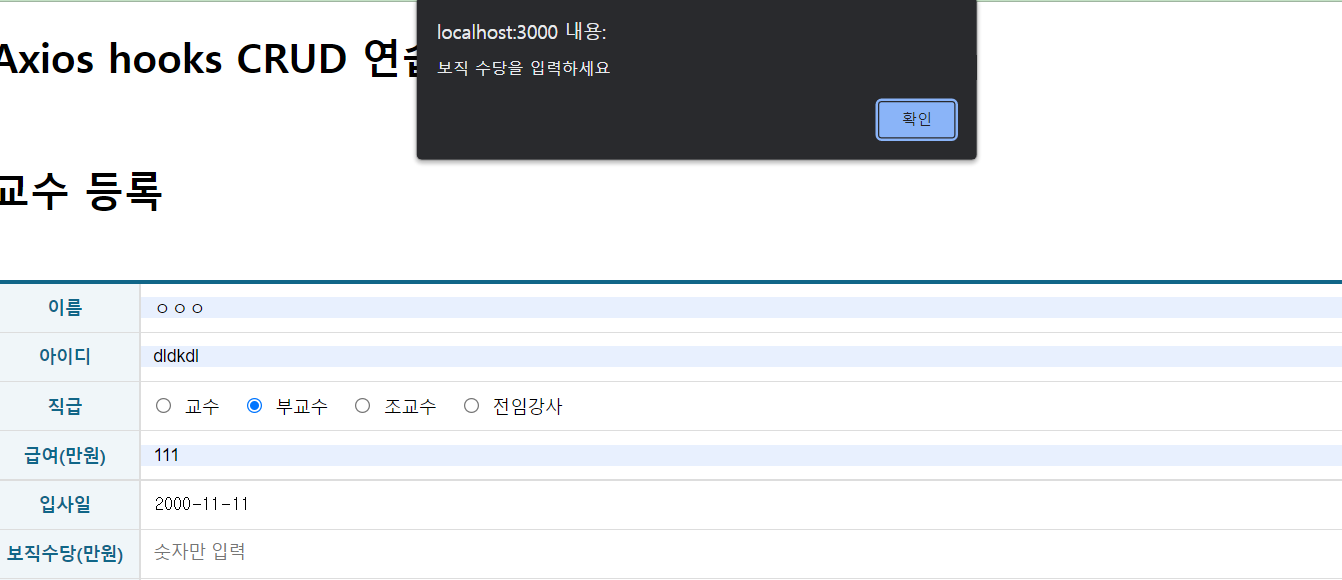 localhost:3000 내용:
보직 수당을 입력하세요
확인
Axios hooks CRUD
교수 등록
이름 ㅇㅇㅇ
아이디 dldkdl
직급 교수 부교수 조교수 전임강사
급여(만원) 111
입사일 2000-11-11
보직수당(만원) 숫자만 입력